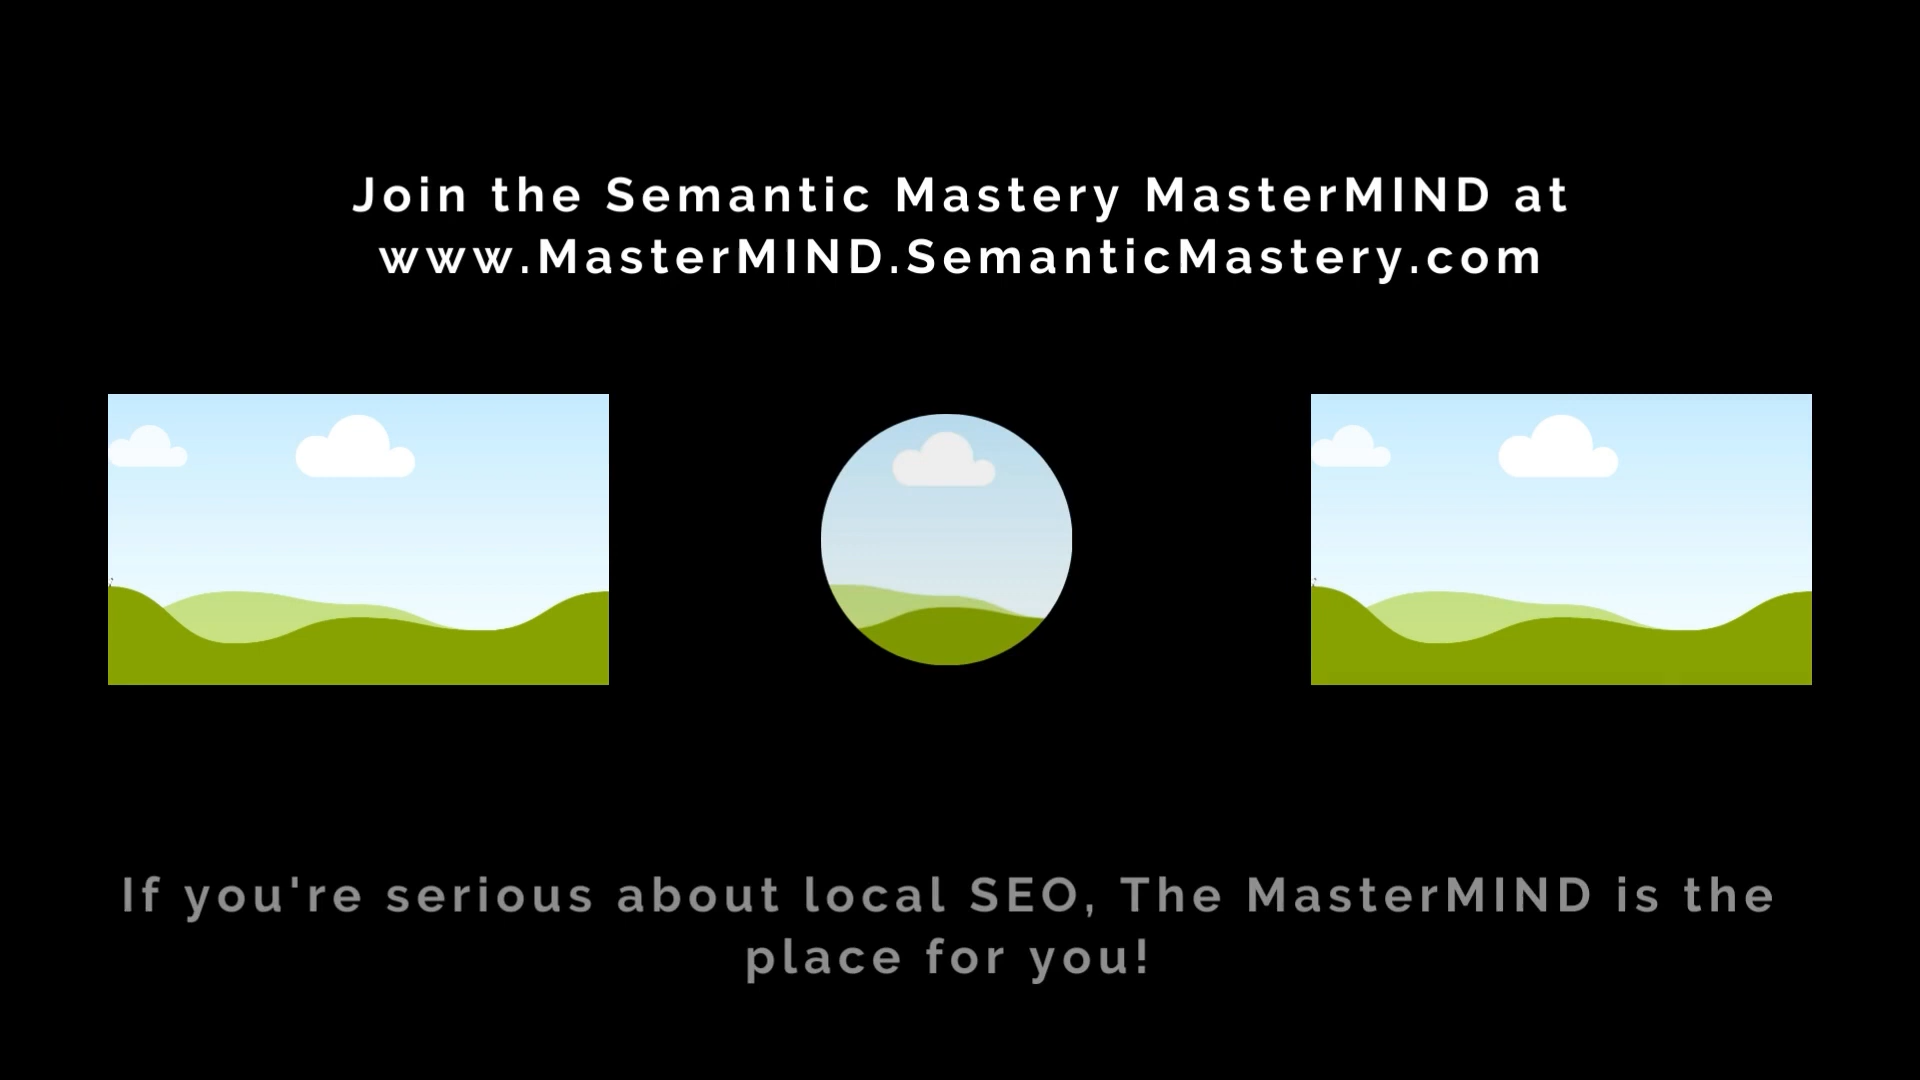 Join the Semantic Mastery MasterMIND at
www.MasterMIND.SemanticMastery.com
If you're serious about local SEO, The MasterMIND is the
place for you!